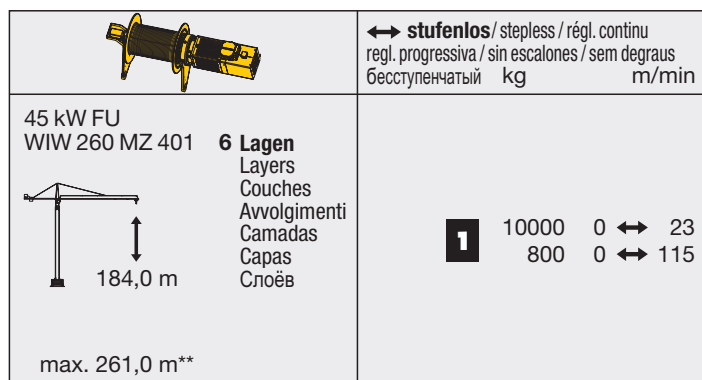 ↔ stufenlos / stepless / régl. continu
regl. progressiva / sin escalones / sem degraus
бесступенчатый kg m/min
45 kW FU
WIW 260 MZ 401 6 Lagen
Layers
Couches
Avvolgimenti
Camadas
Capas
Слоёв
184,0 m
max. 261,0 m**
1 10000 0 ↔ 23
800 0 ↔ 115